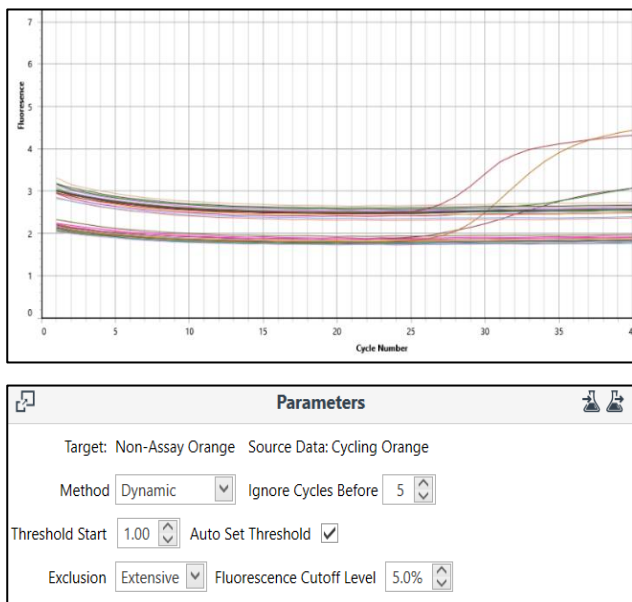 7
6
5
4
3
2
1
0
Fluoresence
0 5 10 15 20 25 30 35 4
Cycle Number
Parameters
Target: Non-Assay Orange Source Data: Cycling Orange
Method Dynamic Ignore Cycles Before 5
Threshold Start 1.00 Auto Set Threshold
Exclusion Extensive Fluorescence Cutoff Level 5.0%